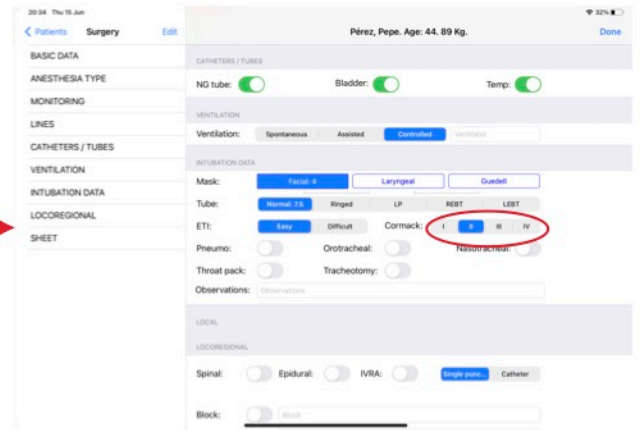 20:34 Thu 15 Jun 32%
Patients Surgery Edit Pérez, Pepe. Age: 44. 89 Kg. Done
BASIC DATA
ANESTHESIA TYPE
MONITORING
LINES
CATHETERS / TUBES
VENTILATION
INTUBATION DATA
LOCOREGIONAL
SHEET
CATHETERS / TUBES
NG tube: Bladder: Temp:
VENTILATION
Ventilation: Spontaneous Assisted Controlled Ventilator
INTUBATION DATA
Mask: Facial: 4 Laryngeal Guedell
Tube: Normal: 7.5 Ringed LP REBT LEBT
ETI: Easy Difficult Cormack: I II III IV
Pneumo: Orotracheal: Nasotracheal:
Throat pack: Tracheotomy:
Observations: Observations
LOCAL
LOCOREGIONAL
Spinal: Epidural: IVRA: Single punc... Catheter
Block: Block